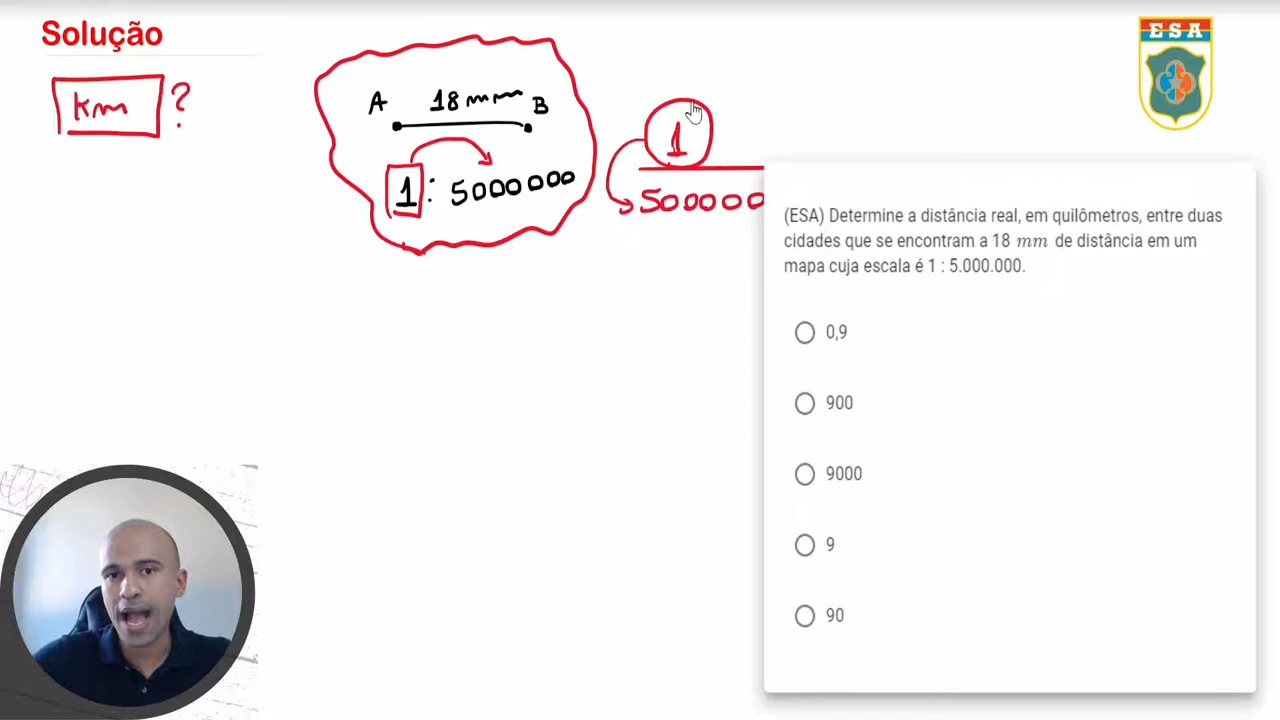 Solução
km ?
A 18 mm B
1 : 5000000
1
500000
ESA
(ESA) Determine a distância real, em quilômetros, entre duas
cidades que se encontram a 18 mm de distância em um
mapa cuja escala é 1 : 5.000.000.
0,9
900
9000
9
90